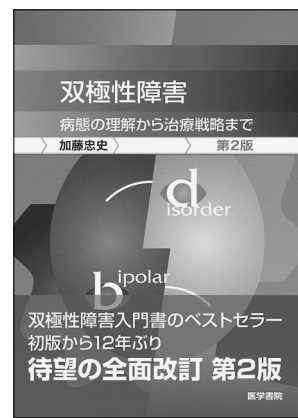 双極性障害
病態の理解から治療戦略まで
加藤忠史
第2版
disorder
bipolar
双極性障害入門書のベストセラー
初版から12年ぶり
待望の全面改訂 第2版
医学書院